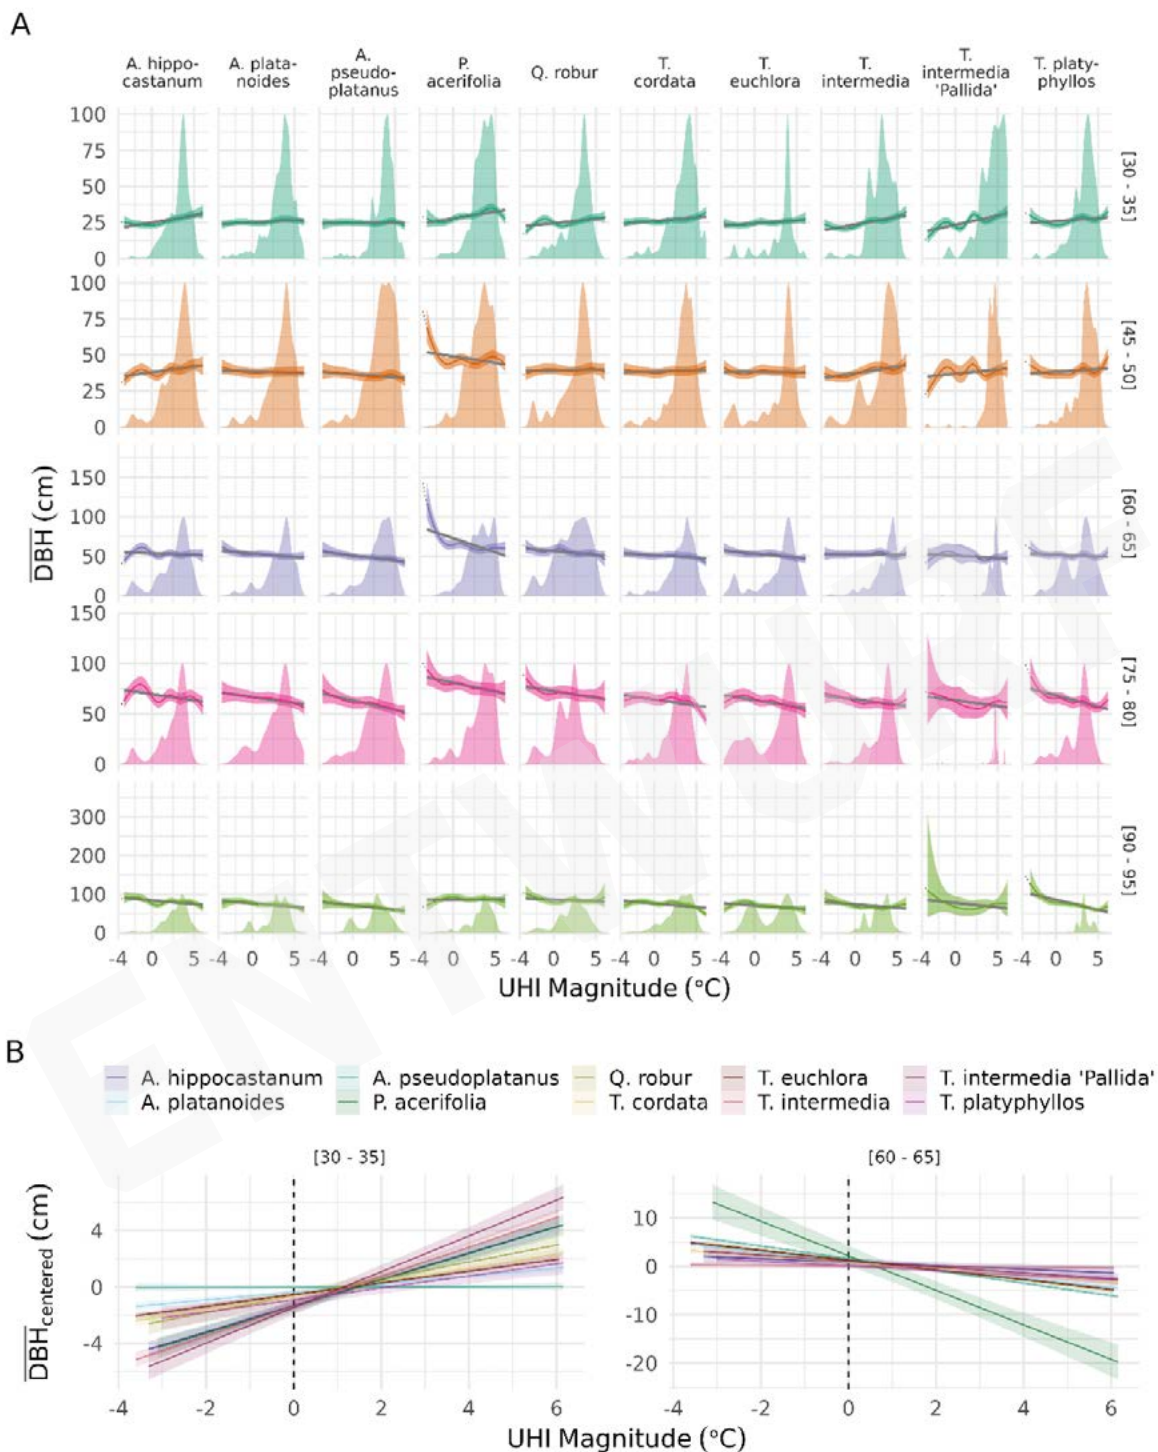 A
A. hippo-
castanum
A. plata-
noides
A.
pseudo-
platanus
P.
acerifolia
Q. robur
T.
cordata
T.
euchlora
T.
intermedia
T.
intermedia
'Pallida'
T. platy-
phyllos
100
75
50
25
0
[30 - 35]
100
75
50
25
0
[45 - 50]
DBH (cm)
150
100
50
0
[60 - 65]
150
100
50
0
[75 - 80]
300
200
100
0
[90 - 95]
-4 0 5 -4 0 5 -4 0 5 -4 0 5 -4 0 5 -4 0 5 -4 0 5 -4 0 5 -4 0 5 -4 0 5
UHI Magnitude (°C)
ENTWURF
B
A. hippocastanum A. pseudoplatanus Q. robur T. euchlora T. intermedia 'Pallida'
A. platanoides P. acerifolia T. cordata T. intermedia T. platyphyllos
[30 - 35] [60 - 65]
DBHcentered (cm)
4
0
-4
10
0
-10
-20
-4 -2 0 2 4 6 -4 -2 0 2 4 6
UHI Magnitude (°C)